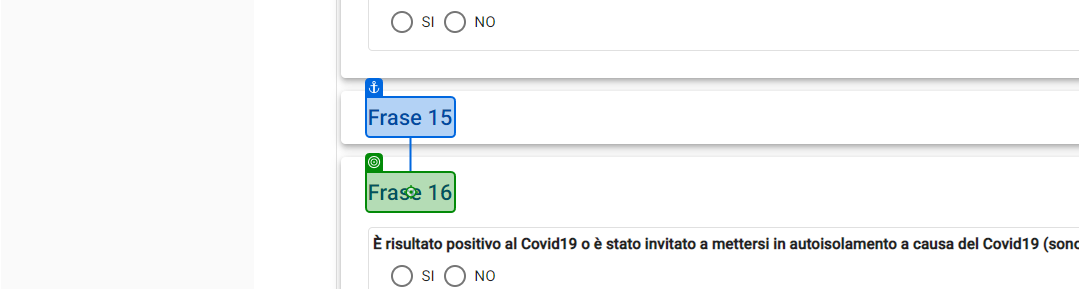 SI NO
Frase 15
Frase 16
È risultato positivo al Covid19 o è stato invitato a mettersi in autoisolamento a causa del Covid19 (sono
SI NO